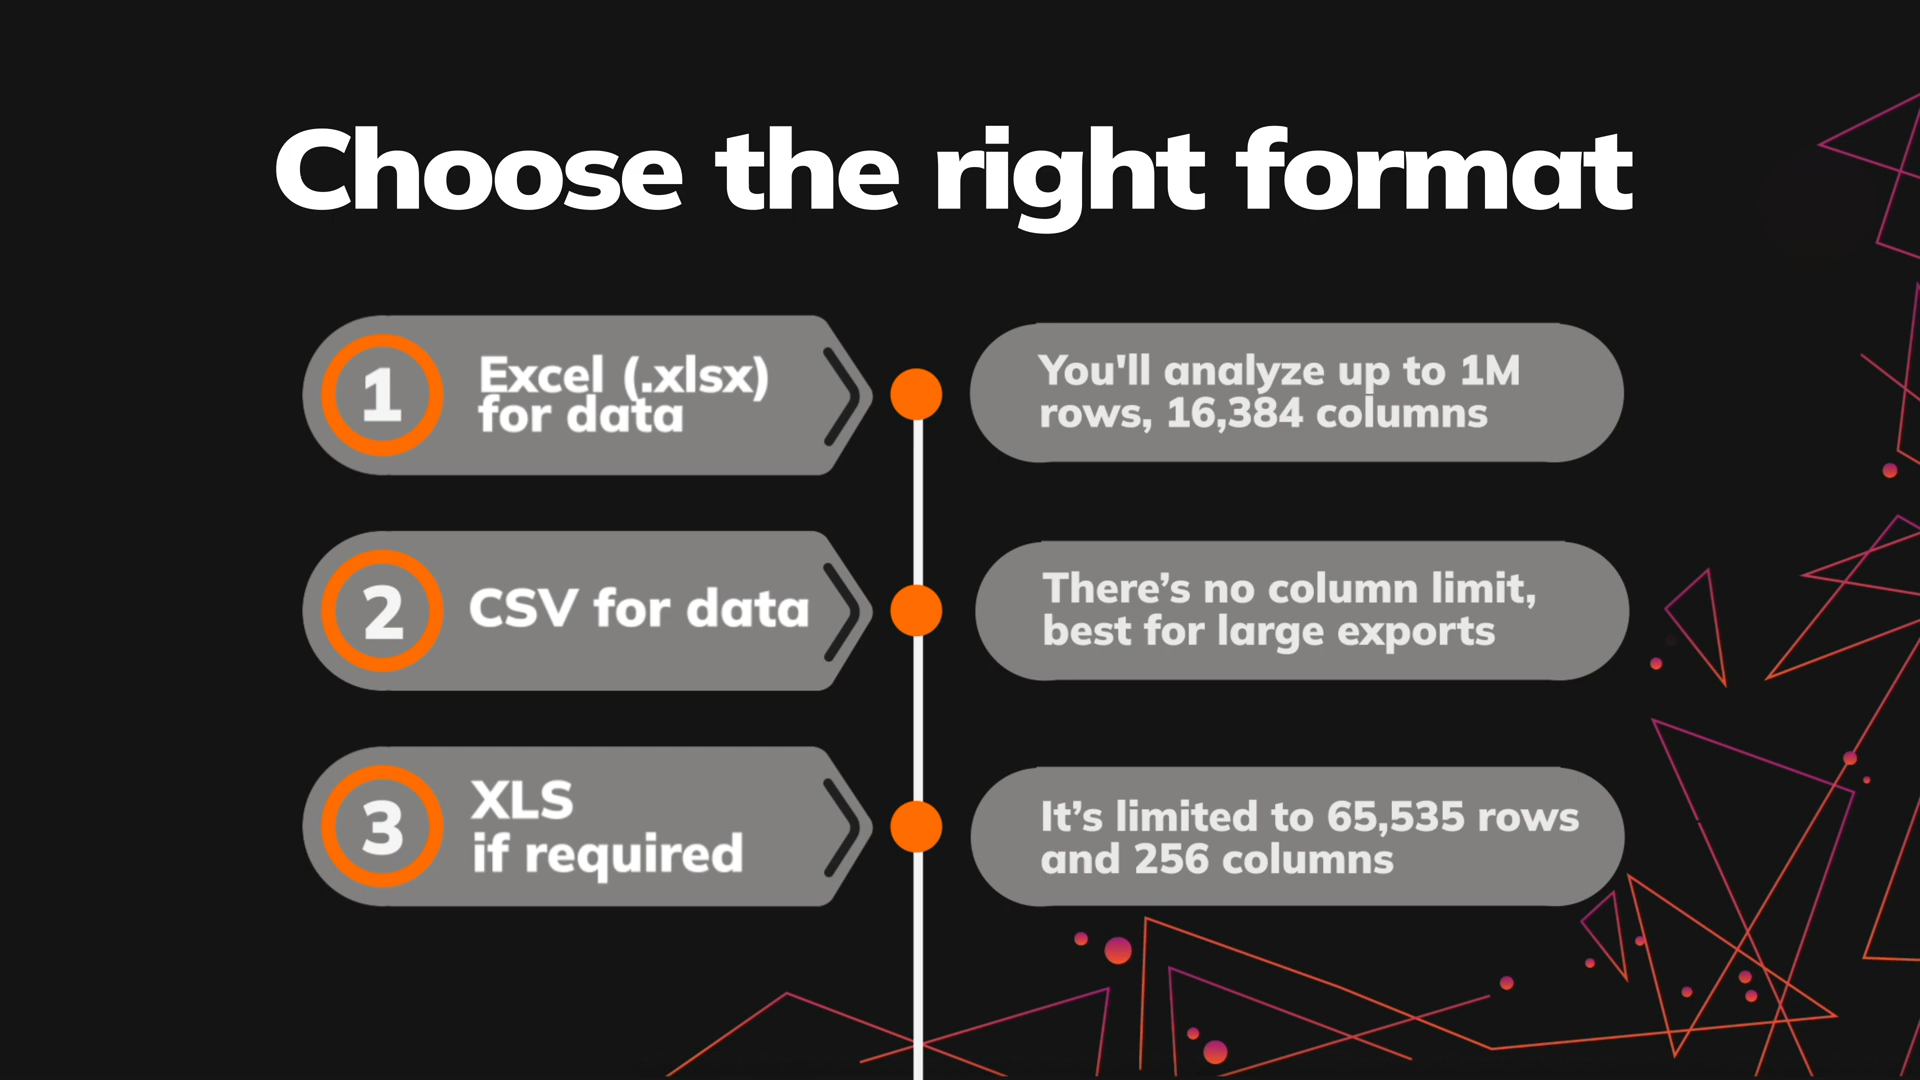 Choose the right format
1
Excel (.xlsx)
for data
You'll analyze up to 1M
rows, 16,384 columns
2
CSV for data
There’s no column limit,
best for large exports
3
XLS
if required
It’s limited to 65,535 rows
and 256 columns